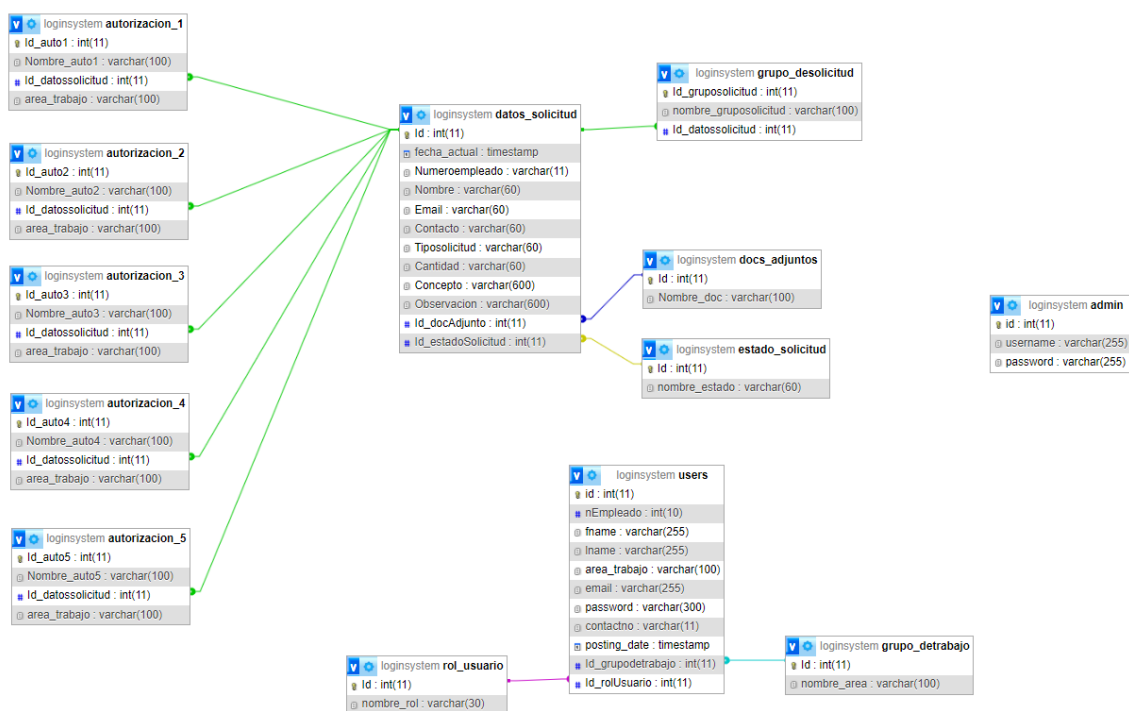 loginsystem autorizacion_1
Id_auto1 : int(11)
Nombre_auto1 : varchar(100)
Id_datossolicitud : int(11)
area_trabajo : varchar(100)
loginsystem autorizacion_2
Id_auto2 : int(11)
Nombre_auto2 : varchar(100)
Id_datossolicitud : int(11)
area_trabajo : varchar(100)
loginsystem autorizacion_3
Id_auto3 : int(11)
Nombre_auto3 : varchar(100)
Id_datossolicitud : int(11)
area_trabajo : varchar(100)
loginsystem autorizacion_4
Id_auto4 : int(11)
Nombre_auto4 : varchar(100)
Id_datossolicitud : int(11)
area_trabajo : varchar(100)
loginsystem autorizacion_5
Id_auto5 : int(11)
Nombre_auto5 : varchar(100)
Id_datossolicitud : int(11)
area_trabajo : varchar(100)
loginsystem datos_solicitud
Id : int(11)
fecha_actual : timestamp
Numeroempleado : varchar(11)
Nombre : varchar(60)
Email : varchar(60)
Contacto : varchar(60)
Tiposolicitud : varchar(60)
Cantidad : varchar(60)
Concepto : varchar(600)
Observacion : varchar(600)
Id_docAdjunto : int(11)
Id_estadoSolicitud : int(11)
loginsystem grupo_desolicitud
Id_gruposolicitud : int(11)
nombre_gruposolicitud : varchar(100)
Id_datossolicitud : int(11)
loginsystem docs_adjuntos
Id : int(11)
Nombre_doc : varchar(100)
loginsystem estado_solicitud
Id : int(11)
nombre_estado : varchar(60)
loginsystem admin
id : int(11)
username : varchar(255)
password : varchar(255)
loginsystem users
id : int(11)
nEmpleado : int(10)
fname : varchar(255)
lname : varchar(255)
area_trabajo : varchar(100)
email : varchar(255)
password : varchar(300)
contactno : varchar(11)
posting_date : timestamp
Id_grupodetrabajo : int(11)
Id_rolUsuario : int(11)
loginsystem rol_usuario
Id : int(11)
nombre_rol : varchar(30)
loginsystem grupo_detrabajo
Id : int(11)
nombre_area : varchar(100)